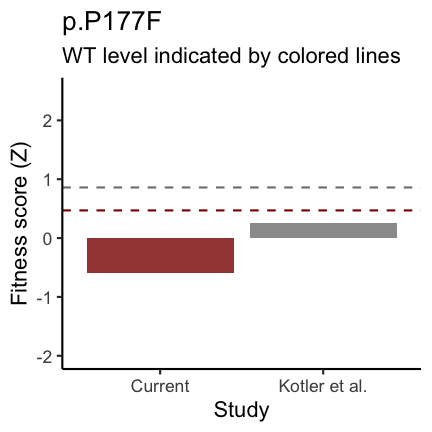 p.P177F
WT level indicated by colored lines
Fitness score (Z)
2
1
0
-1
-2
Current
Kotler et al.
Study